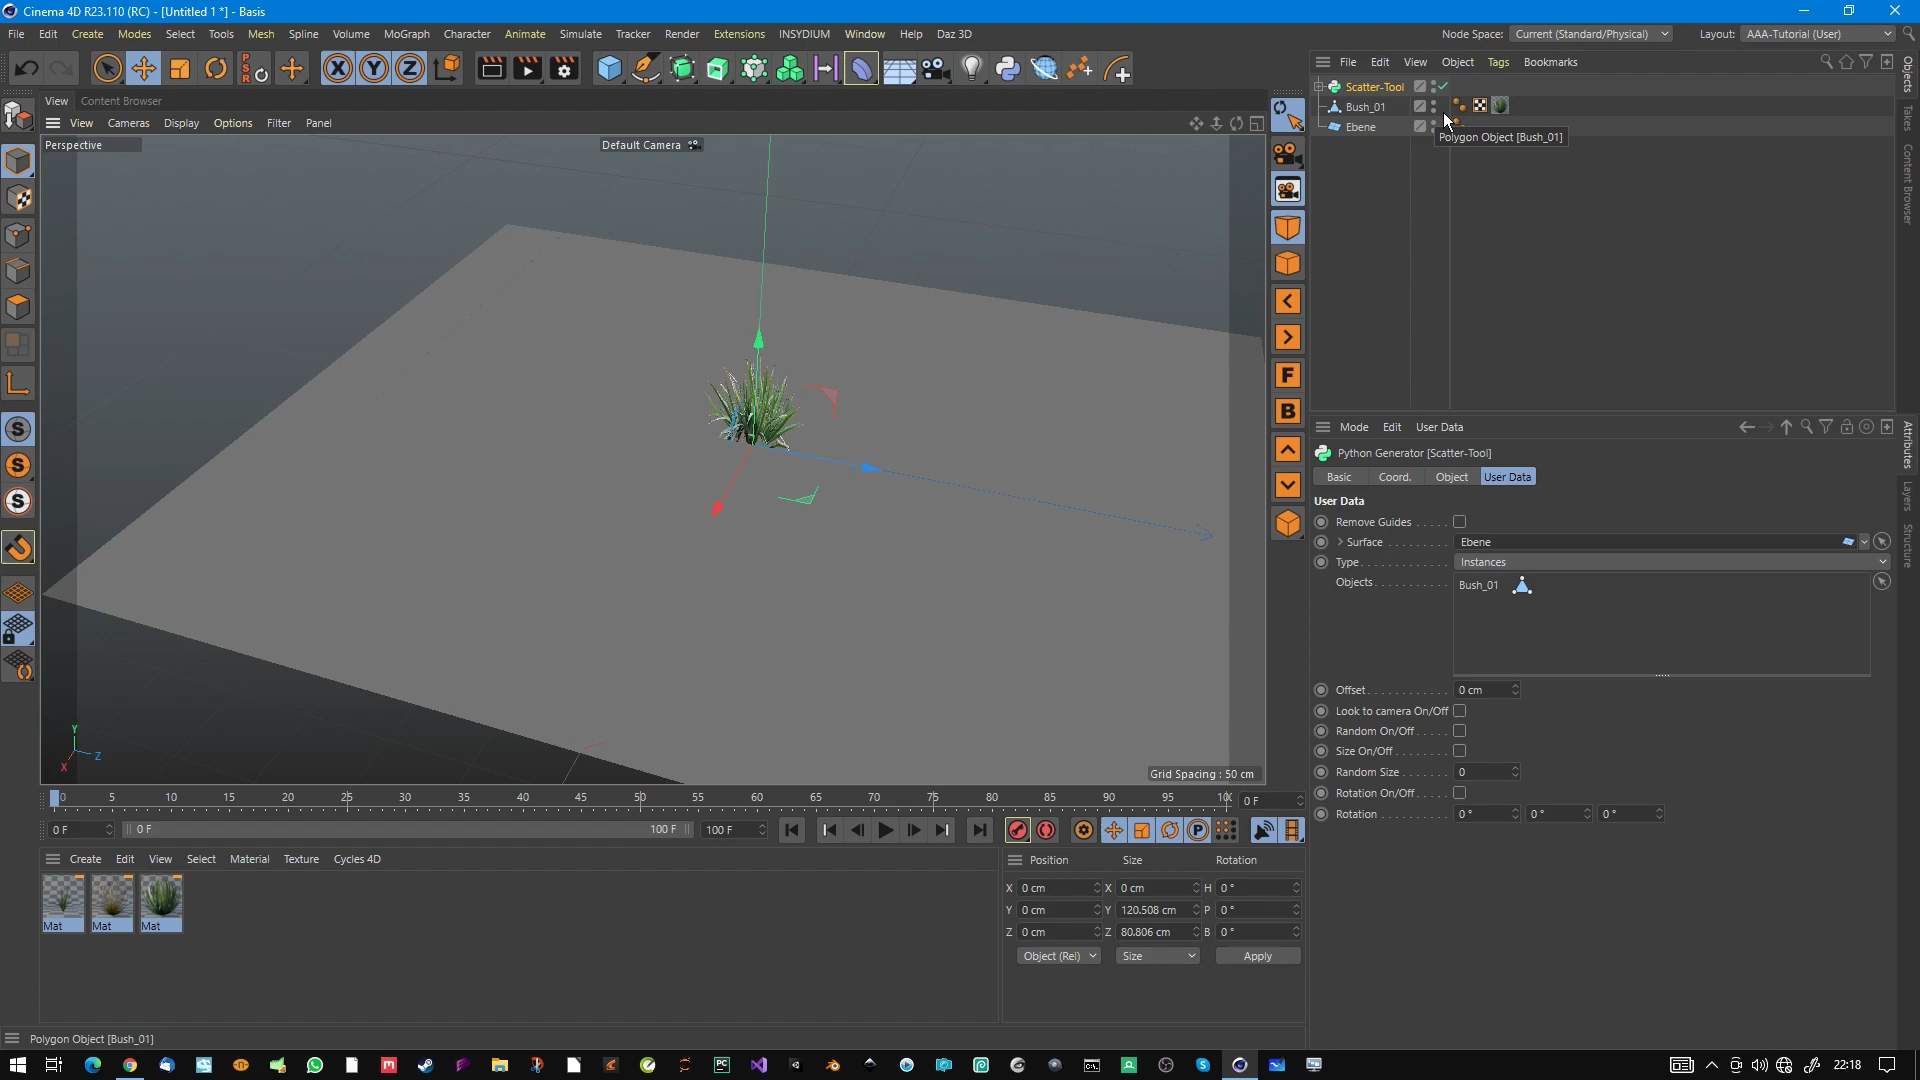 Cinema 4D R23.110 (RC) - [Untitled 1 *] - Basis
File Edit Create Modes Select Tools Mesh Spline Volume MoGraph Character Animate Simulate Tracker Render Extensions INSYDIUM Window Help Daz 3D
Node Space: Current (Standard/Physical) Layout: AAA-Tutorial (User)
PSR X Y Z
File Edit View Object Tags Bookmarks
Objects
Takes
Content Browser
Scatter-Tool
Bush_01
Ebene
Polygon Object [Bush_01]
View Content Browser
View Cameras Display Options Filter Panel
Perspective
Default Camera
F
B
S
S
S
Y
Z
X
Grid Spacing : 50 cm
Mode Edit User Data
Attributes
Layers
Structure
Python Generator [Scatter-Tool]
Basic Coord. Object User Data
User Data
Remove Guides
Surface Ebene
Type Instances
Objects Bush_01
Offset 0 cm
Look to camera On/Off
Random On/Off
Size On/Off
Random Size 0
Rotation On/Off
Rotation 0 ° 0 ° 0 °
0 5 10 15 20 25 30 35 40 45 50 55 60 65 70 75 80 85 90 95 0 F
0 F 0 F 100 F 100 F P
Create Edit View Select Material Texture Cycles 4D
Mat Mat Mat
Position Size Rotation
X 0 cm X 0 cm H 0 °
Y 0 cm Y 120.508 cm P 0 °
Z 0 cm Z 80.806 cm B 0 °
Object (Rel) Size Apply
Polygon Object [Bush_01]
22:18